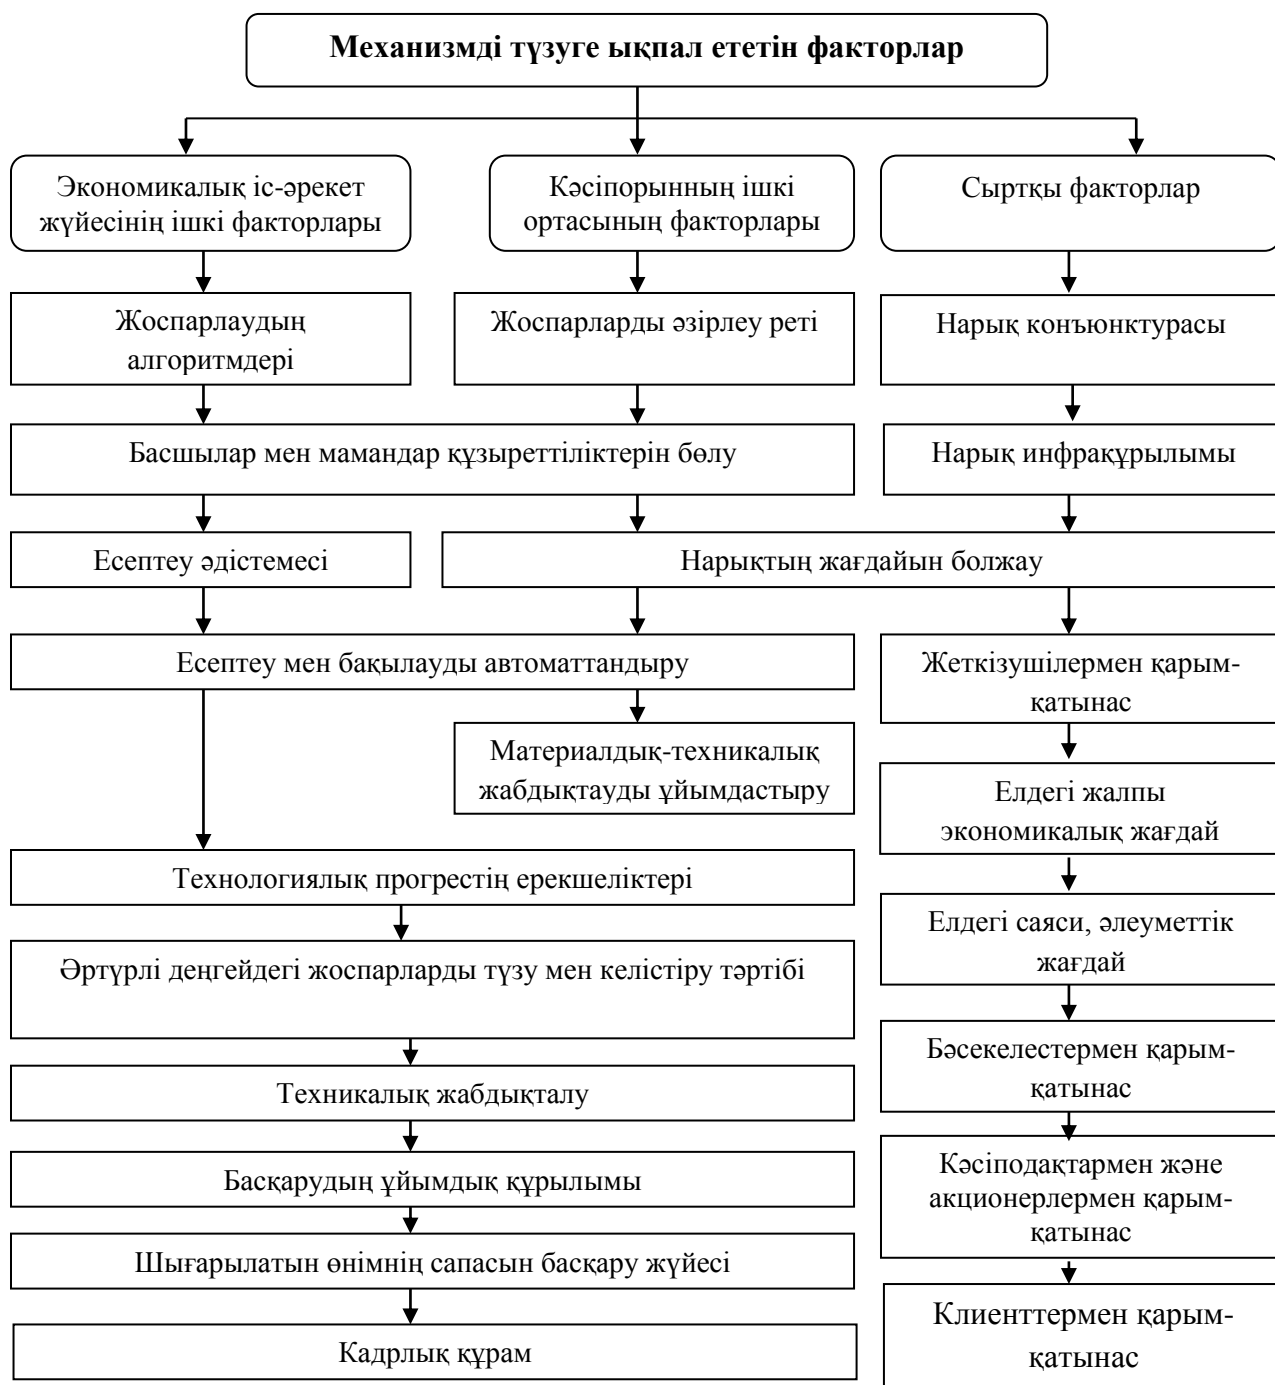 Механизмді түзуге ықпал ететін факторлар
Экономикалық іс-әрекет
жүйесінің ішкі факторлары
Кәсіпорынның ішкі
ортасының факторлары
Сыртқы факторлар
Жоспарлаудың
алгоритмдері
Жоспарларды әзірлеу реті
Нарық конъюнктурасы
Басшылар мен мамандар құзыреттіліктерін бөлу
Нарық инфрақұрылымы
Есептеу әдістемесі
Нарықтың жағдайын болжау
Есептеу мен бақылауды автоматтандыру
Жеткізушілермен қарым-
қатынас
Материалдық-техникалық
жабдықтауды ұйымдастыру
Елдегі жалпы
экономикалық жағдай
Технологиялық прогрестің ерекшеліктері
Елдегі саяси, әлеуметтік
жағдай
Әртүрлі деңгейдегі жоспарларды түзу мен келістіру тәртібі
Бәсекелестермен қарым-
қатынас
Техникалық жабдықталу
Кәсіподақтармен және
акционерлермен қарым-
қатынас
Басқарудың ұйымдық құрылымы
Шығарылатын өнімнің сапасын басқару жүйесі
Клиенттермен қарым-
қатынас
Кадрлық құрам